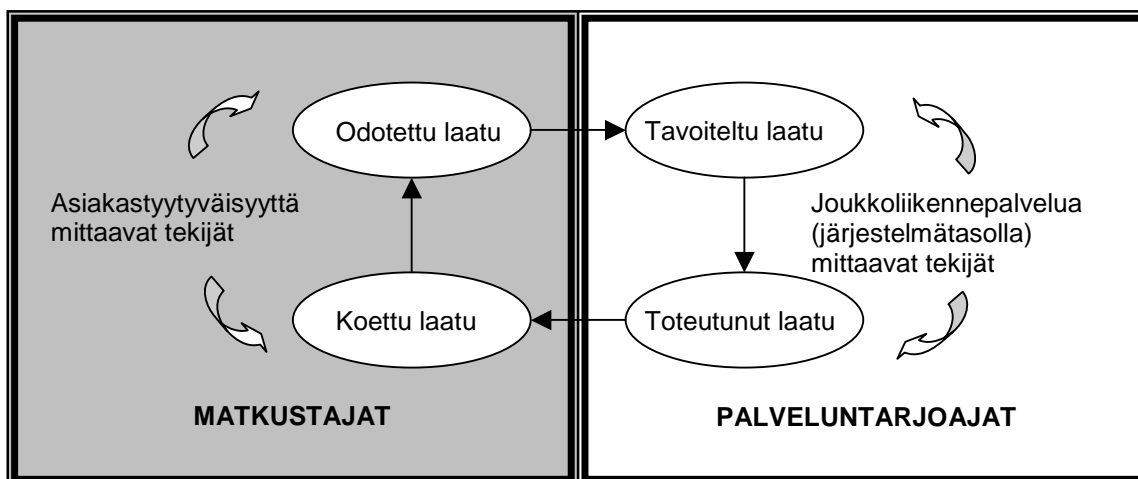 Odotettu laatu
Tavoiteltu laatu
Asiakastyytyväisyyttä
mittaavat tekijät
Joukkoliikennepalvelua
(järjestelmätasolla)
mittaavat tekijät
Koettu laatu
Toteutunut laatu
MATKUSTAJAT
PALVELUNTARJOAJAT